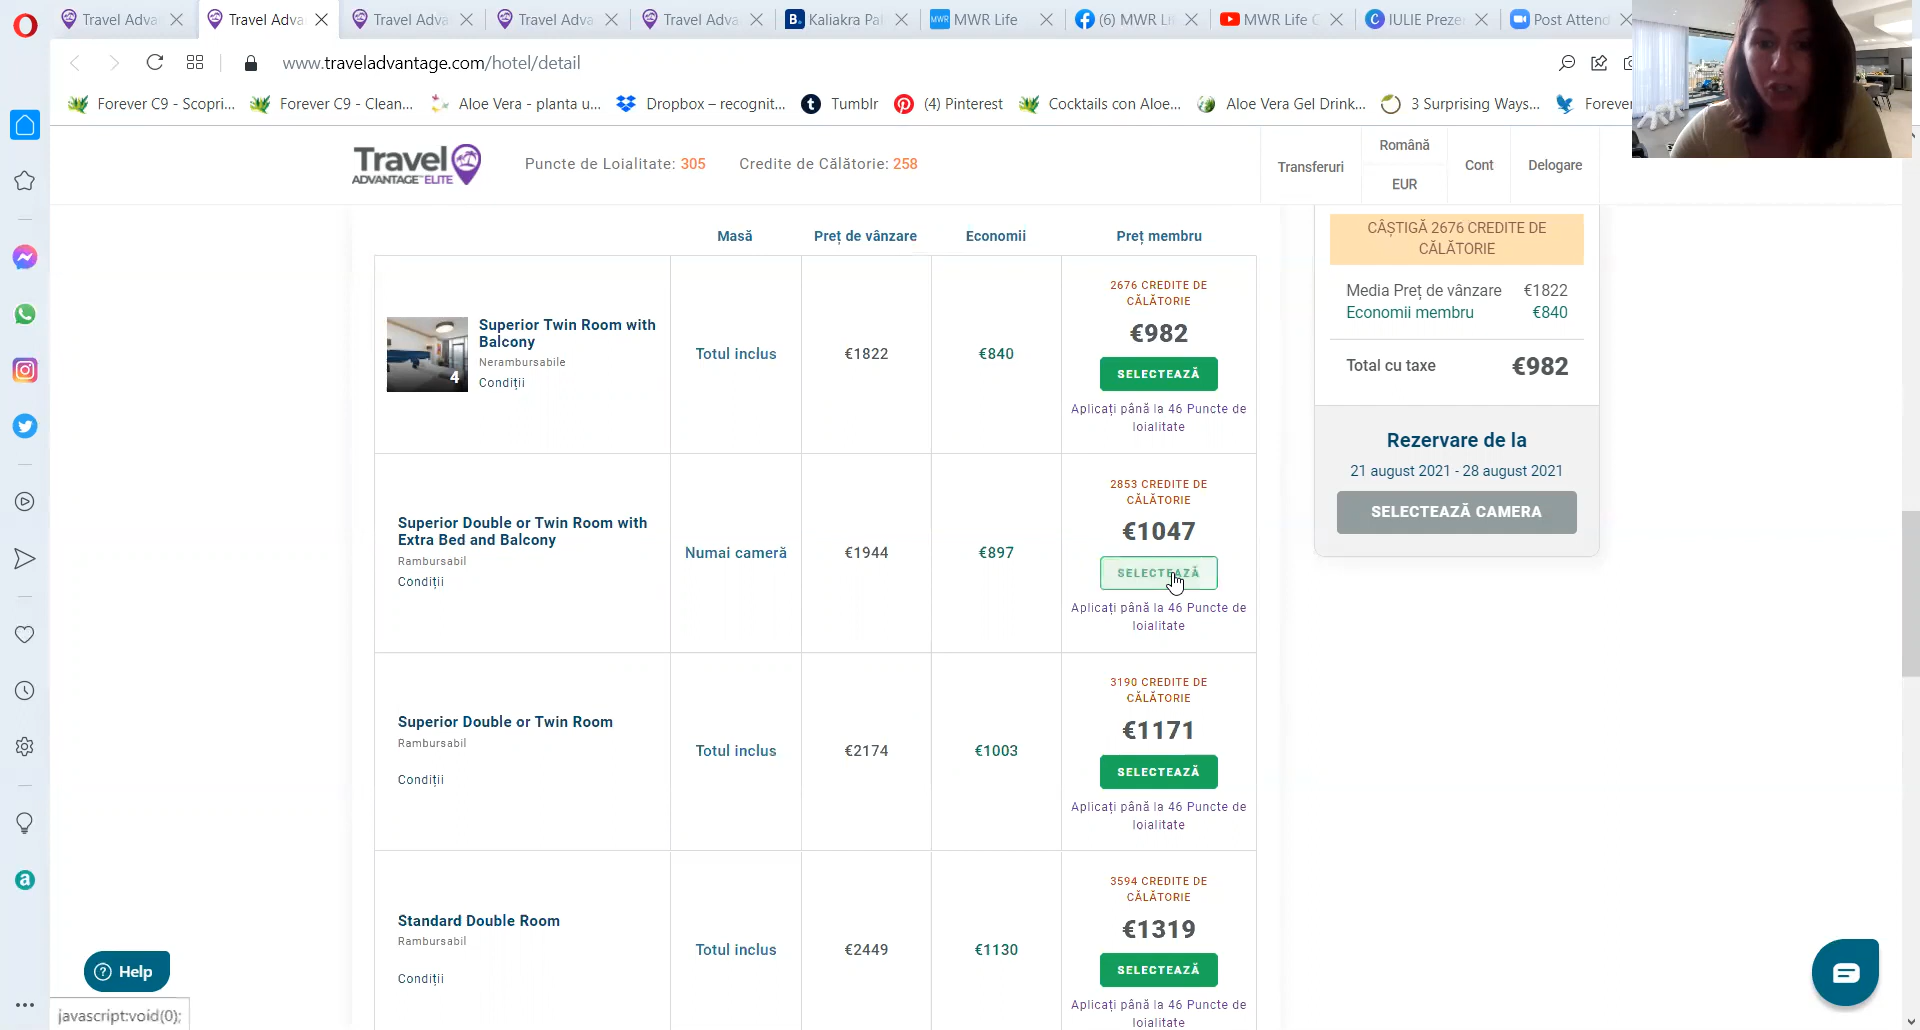 Travel Adva
Travel Adva
Travel Adva
Travel Adva
Travel Adva
Kaliakra Pal
MWR Life
(6) MWR Li
MWR Life C
IULIE Preze
Post Attend
www.traveladvantage.com/hotel/detail
Forever C9 - Scopri...
Forever C9 - Clean...
Aloe Vera - planta u...
Dropbox – recognit...
Tumblr
(4) Pinterest
Cocktails con Aloe...
Aloe Vera Gel Drink...
3 Surprising Ways...
Forever
Travel
ADVANTAGE ELITE
Puncte de Loialitate: 305
Credite de Călătorie: 258
Transferuri
Română
EUR
Cont
Delogare
Masă
Preț de vânzare
Economii
Preț membru
4
Superior Twin Room with
Balcony
Nerambursabile
Condiții
Totul inclus
€1822
€840
2676 CREDITE DE
CĂLĂTORIE
€982
SELECTEAZĂ
Aplicați până la 46 Puncte de
loialitate
Superior Double or Twin Room with
Extra Bed and Balcony
Rambursabil
Condiții
Numai cameră
€1944
€897
2853 CREDITE DE
CĂLĂTORIE
€1047
SELECTEAZĂ
Aplicați până la 46 Puncte de
loialitate
Superior Double or Twin Room
Rambursabil
Condiții
Totul inclus
€2174
€1003
3190 CREDITE DE
CĂLĂTORIE
€1171
SELECTEAZĂ
Aplicați până la 46 Puncte de
loialitate
Standard Double Room
Rambursabil
Condiții
Totul inclus
€2449
€1130
3594 CREDITE DE
CĂLĂTORIE
€1319
SELECTEAZĂ
Aplicați până la 46 Puncte de
loialitate
CÂȘTIGĂ 2676 CREDITE DE
CĂLĂTORIE
Media Preț de vânzare €1822
Economii membru €840
Total cu taxe €982
Rezervare de la
21 august 2021 - 28 august 2021
SELECTEAZĂ CAMERA
Help
javascript:void(0);